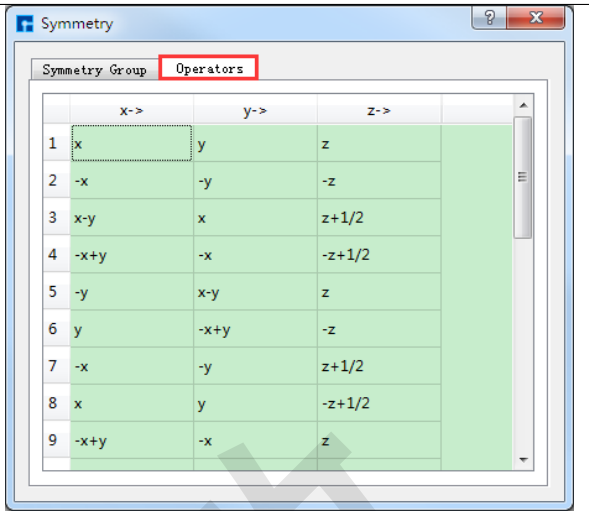 Symmetry
Symmetry Group Operators
x-> y-> z->
1 x y z
2 -x -y -z
3 x-y x z+1/2
4 -x+y -x -z+1/2
5 -y x-y z
6 y -x+y -z
7 -x -y z+1/2
8 x y -z+1/2
9 -x+y -x z